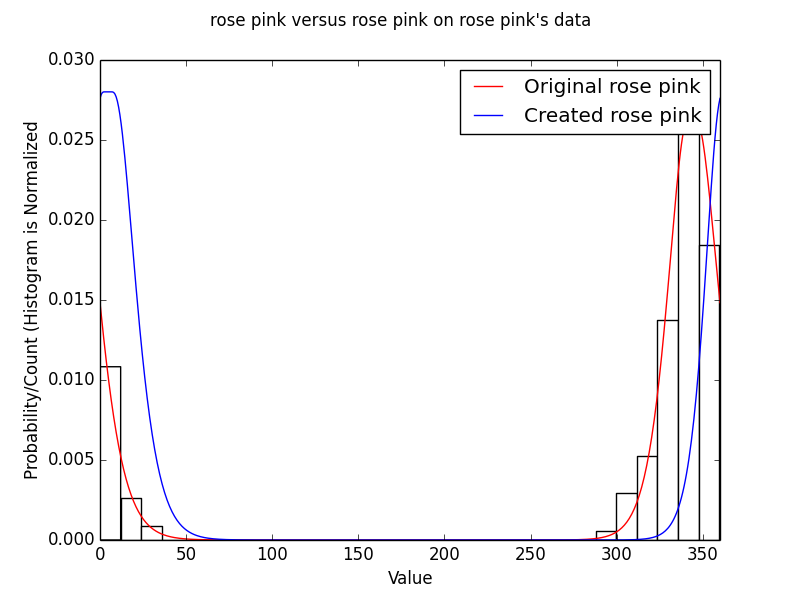 rose pink versus rose pink on rose pink's data
0.030
0.025
0.020
0.015
0.010
0.005
0.000
Probability/Count (Histogram is Normalized
Original rose pink
Created rose pink
0 50 100 150 200 250 300 350
Value